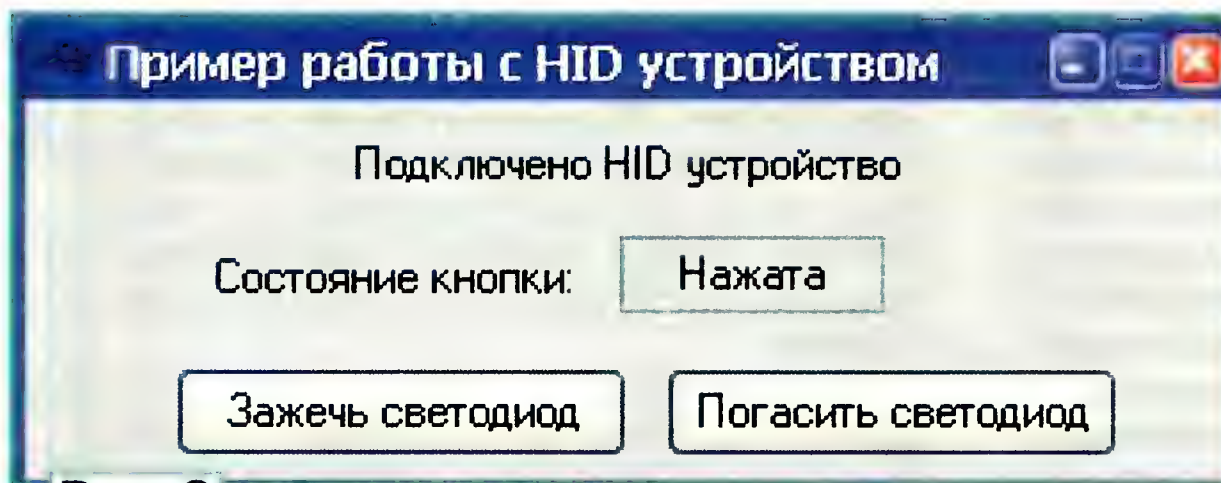 Пример работы с HID устройством
Подключено HID устройство
Состояние кнопки: Нажата
Зажечь светодиод Погасить светодиод